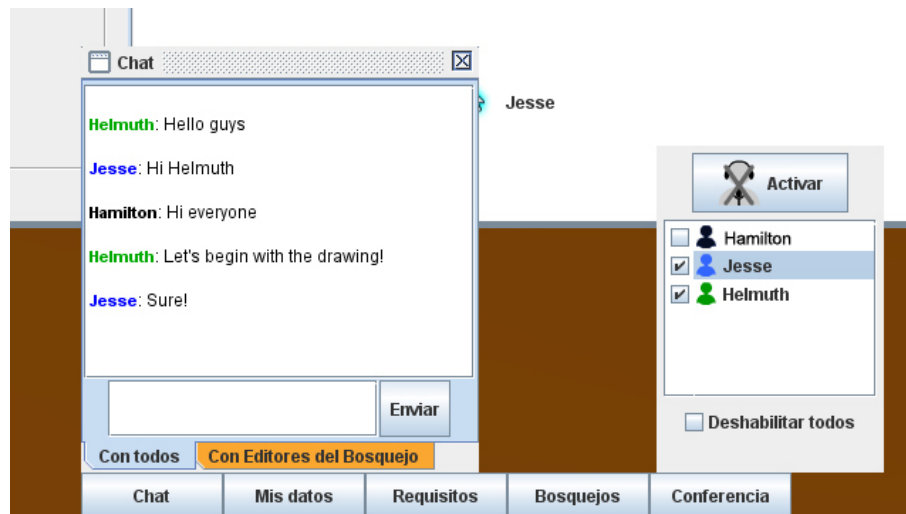 Chat
Jesse
Helmuth: Hello guys
Jesse: Hi Helmuth
Hamilton: Hi everyone
Helmuth: Let's begin with the drawing!
Jesse: Sure!
Enviar
Con todos
Con Editores del Bosquejo
Activar
Hamilton
Jesse
Helmuth
Deshabilitar todos
Chat
Mis datos
Requisitos
Bosquejos
Conferencia